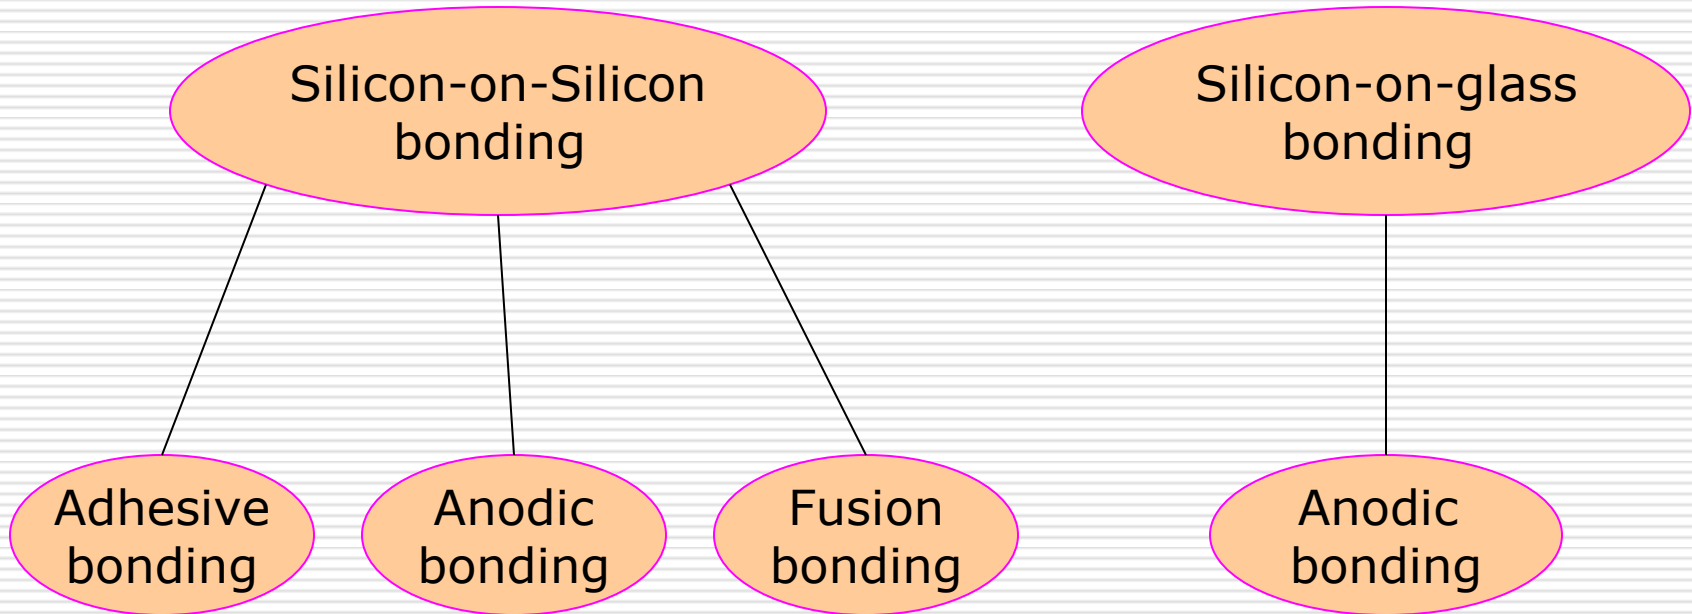 Silicon-on-Silicon
bonding
Silicon-on-glass
bonding
Adhesive
bonding
Anodic
bonding
Fusion
bonding
Anodic
bonding